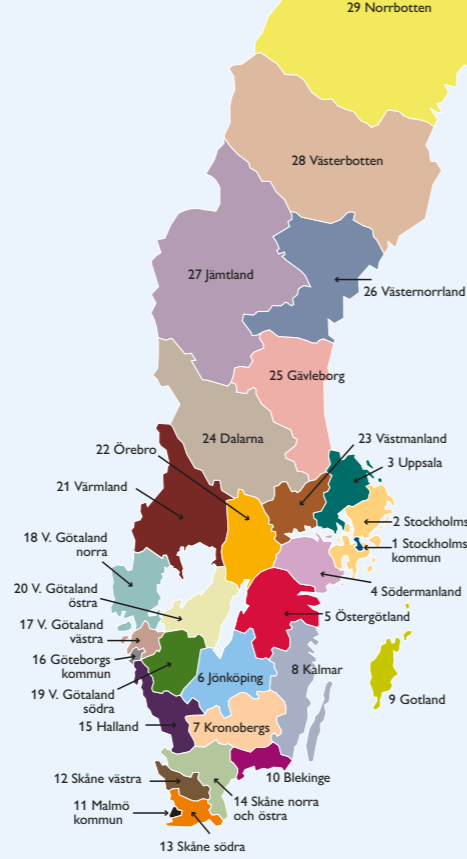 29 Norrbotten
28 Västerbotten
27 Jämtland
26 Västernorrland
25 Gävleborg
24 Dalarna
23 Västmanland
22 Örebro
3 Uppsala
21 Värmland
2 Stockholms
18 V. Götaland
norra
1 Stockholms
kommun
20 V. Götaland
östra
4 Södermanland
17 V. Götaland
västra
5 Östergötland
16 Göteborgs
kommun
6 Jönköping
8 Kalmar
19 V. Götaland
södra
9 Gotland
15 Halland
7 Kronobergs
12 Skåne västra
10 Blekinge
11 Malmö
kommun
14 Skåne norra
och östra
13 Skåne södra